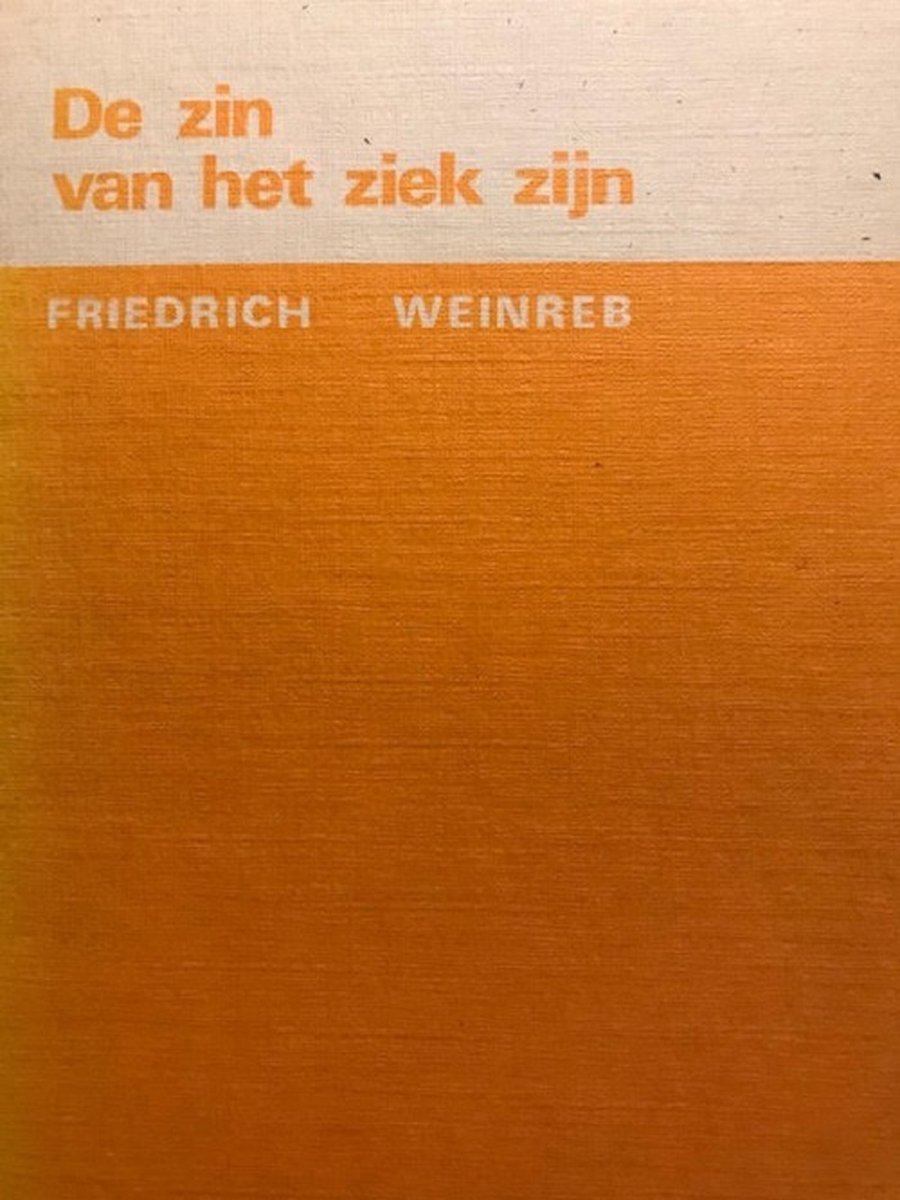 De zin
van het ziek zijn
FRIEDRICH WEINREB